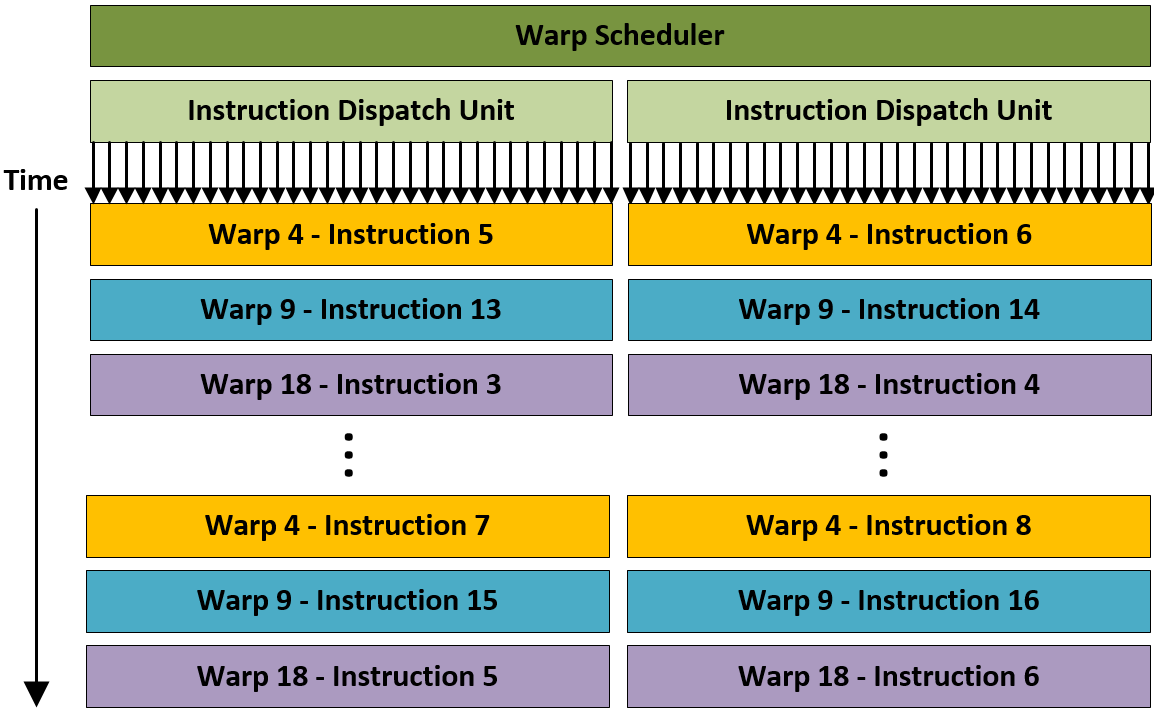 Warp Scheduler
Instruction Dispatch Unit
Instruction Dispatch Unit
Time
Warp 4 - Instruction 5
Warp 4 - Instruction 6
Warp 9 - Instruction 13
Warp 9 - Instruction 14
Warp 18 - Instruction 3
Warp 18 - Instruction 4
Warp 4 - Instruction 7
Warp 4 - Instruction 8
Warp 9 - Instruction 15
Warp 9 - Instruction 16
Warp 18 - Instruction 5
Warp 18 - Instruction 6